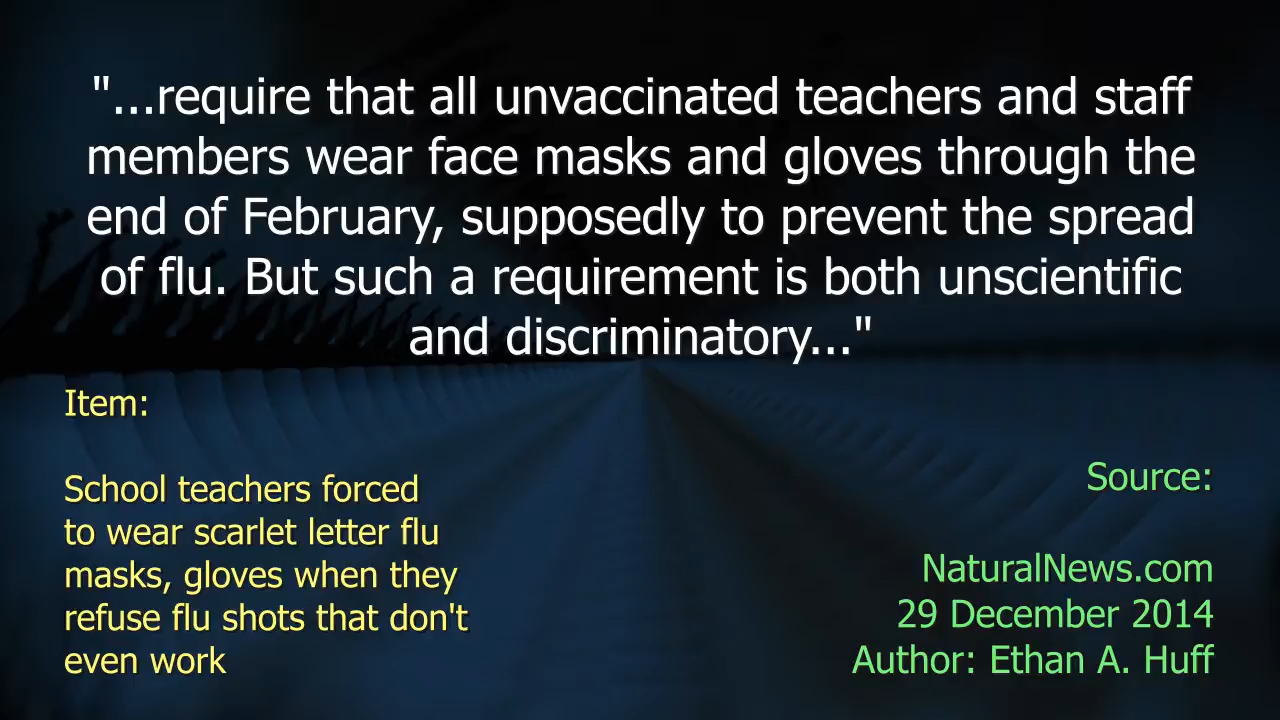 "...require that all unvaccinated teachers and staff
members wear face masks and gloves through the
end of February, supposedly to prevent the spread
of flu. But such a requirement is both unscientific
and discriminatory..."
Item:
School teachers forced
to wear scarlet letter flu
masks, gloves when they
refuse flu shots that don't
even work
Source:
NaturalNews.com
29 December 2014
Author: Ethan A. Huff